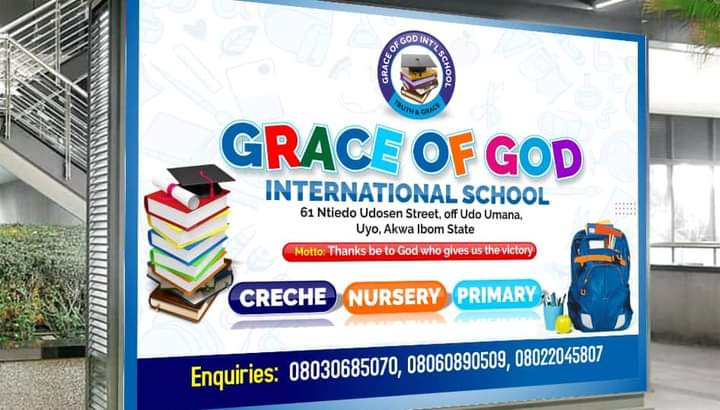 GRACE OF GOD INT'L SCHOOL
TRUTH & GRACE
GRACE OF GOD
INTERNATIONAL SCHOOL
61 Ntiedo Udosen Street, off Udo Umana,
Uyo, Akwa Ibom State
Motto: Thanks be to God who gives us the victory
CRECHE NURSERY PRIMARY
Enquiries: 08030685070, 08060890509, 08022045807